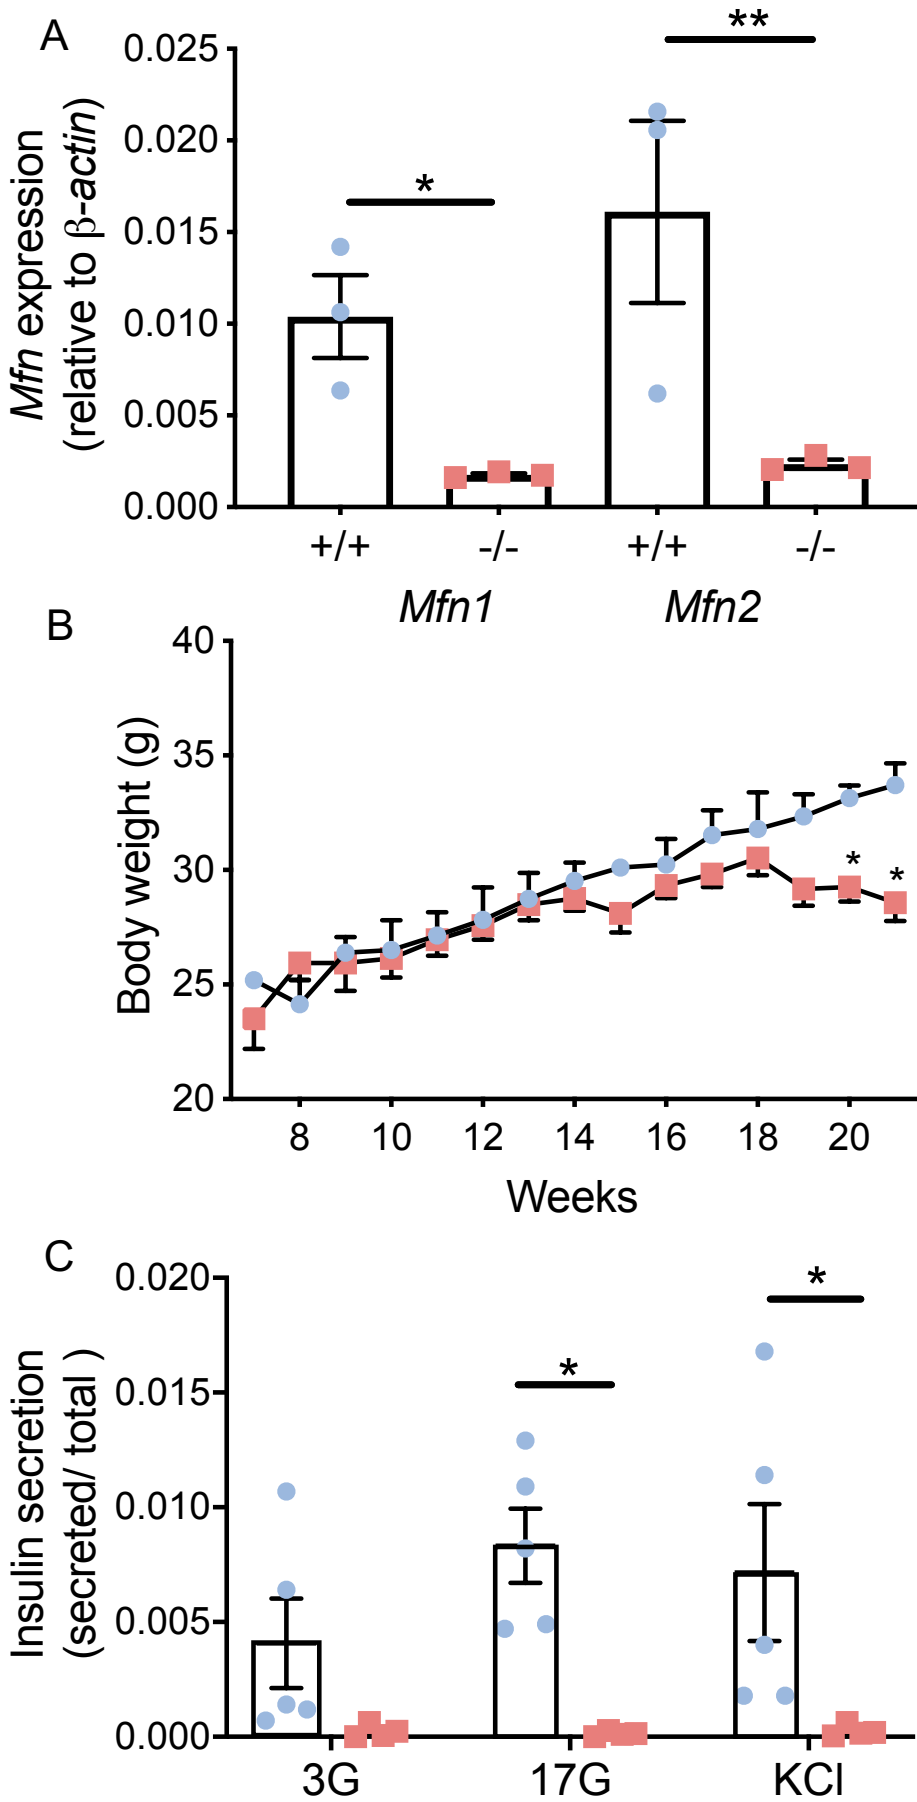 A
**
0.025
0.020
0.015
0.010
0.005
0.000
Mfn expression
(relative to β-actin)
*
+/+ -/- +/+ -/-
Mfn1 Mfn2
B
40
35
30
25
20
Body weight (g)
* *
8 10 12 14 16 18 20
Weeks
C
0.020
0.015
0.010
0.005
0.000
Insulin secretion
(secreted/ total )
*
*
3G 17G KCl